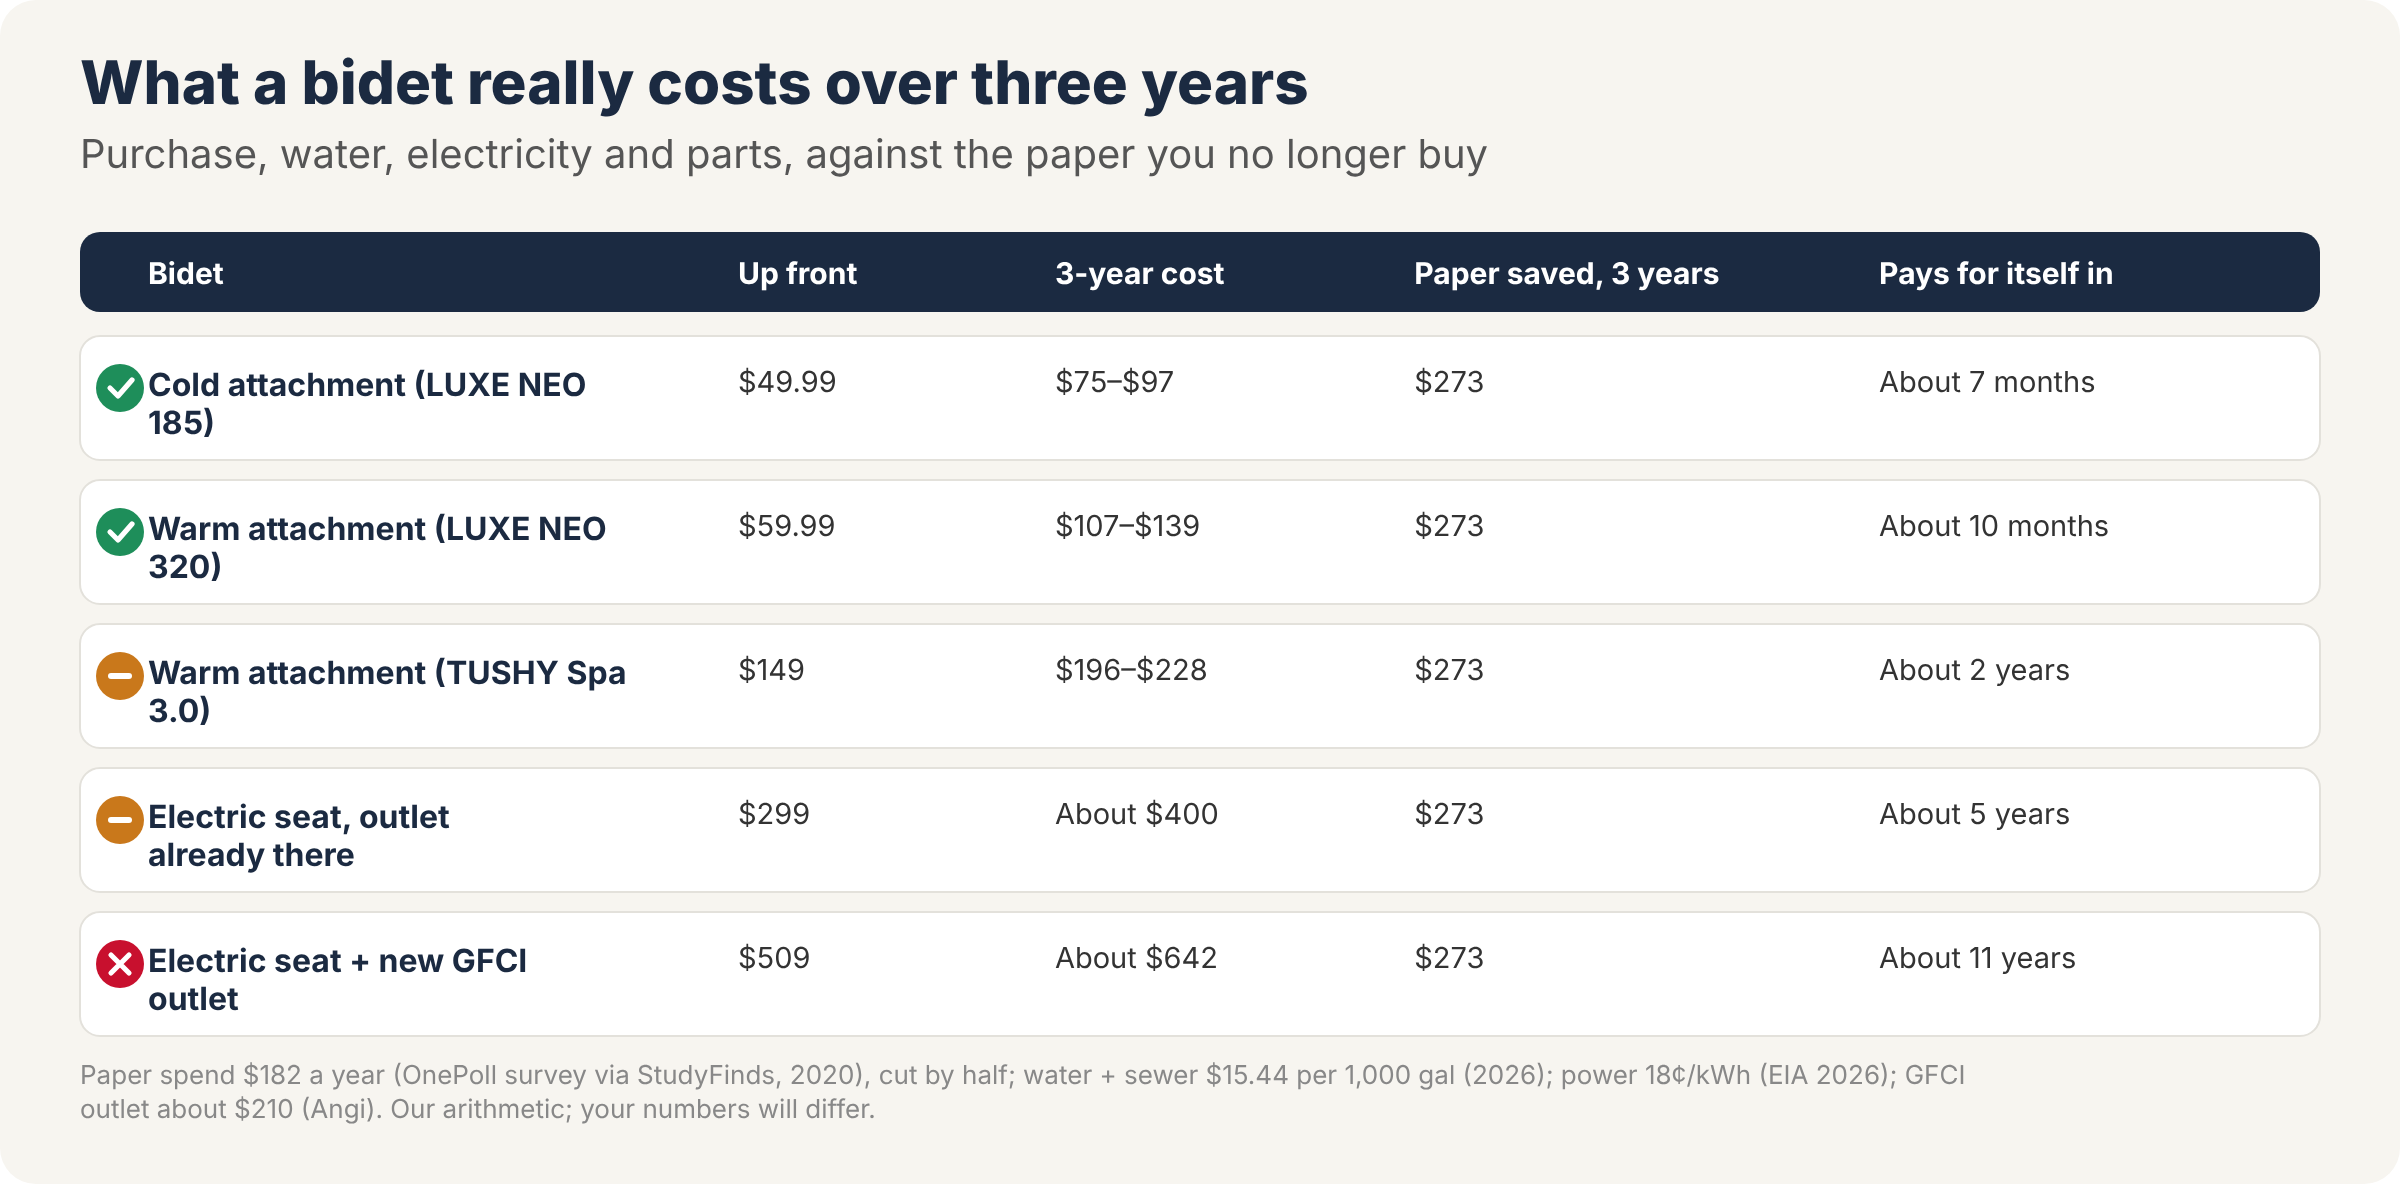 What a bidet really costs over three years
Purchase, water, electricity and parts, against the paper you no longer buy
Bidet Up front 3-year cost Paper saved, 3 years Pays for itself in
Cold attachment (LUXE NEO $49.99 $75–$97 $273 About 7 months
185)
Warm attachment (LUXE NEO $59.99 $107–$139 $273 About 10 months
320)
Warm attachment (TUSHY Spa $149 $196–$228 $273 About 2 years
3.0)
Electric seat, outlet $299 About $400 $273 About 5 years
already there
Electric seat + new GFCI $509 About $642 $273 About 11 years
outlet
Paper spend $182 a year (OnePoll survey via StudyFinds, 2020), cut by half; water + sewer $15.44 per 1,000 gal (2026); power 18¢/kWh (EIA 2026); GFCI
outlet about $210 (Angi). Our arithmetic; your numbers will differ.